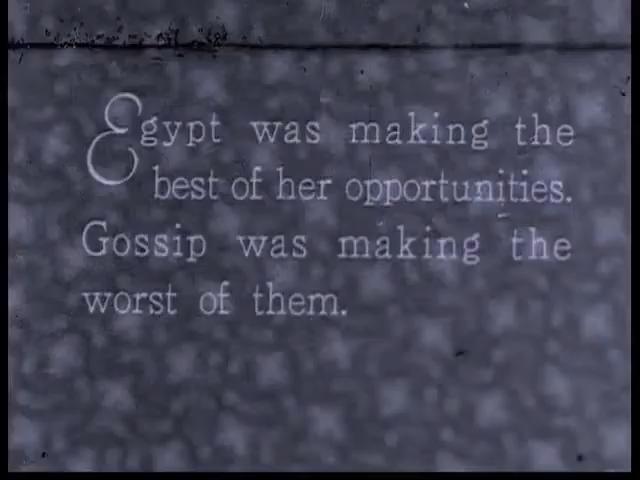 Egypt was making the
best of her opportunities.
Gossip was making the
worst of them.